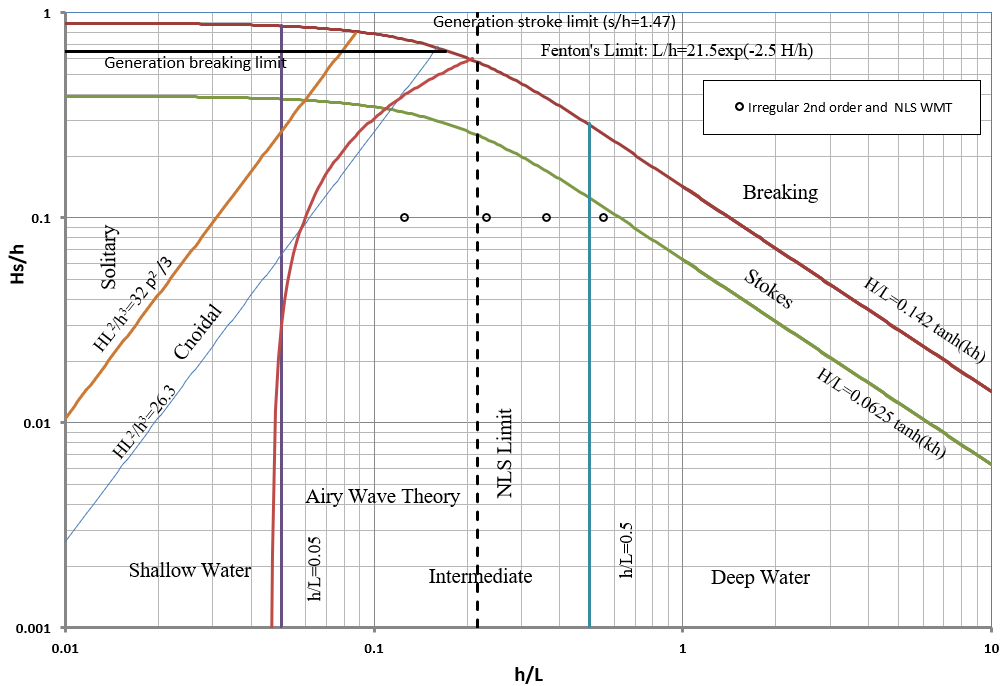 Generation stroke limit (s/h=1.47)
Fenton's Limit: L/h=21.5exp(-2.5 H/h)
Generation breaking limit
Irregular 2nd order and NLS WMT
Breaking
Stokes
H/L=0.142 tanh(kh)
H/L=0.0625 tanh(kh)
Solitary
HL²/h³=32 p² /3
Cnoidal
HL²/h³=26.3
Airy Wave Theory
NLS Limit
Shallow Water
h/L=0.05
Intermediate
h/L=0.5
Deep Water
Hs/h
1
0.1
0.01
0.001
0.01
0.1
1
10
h/L